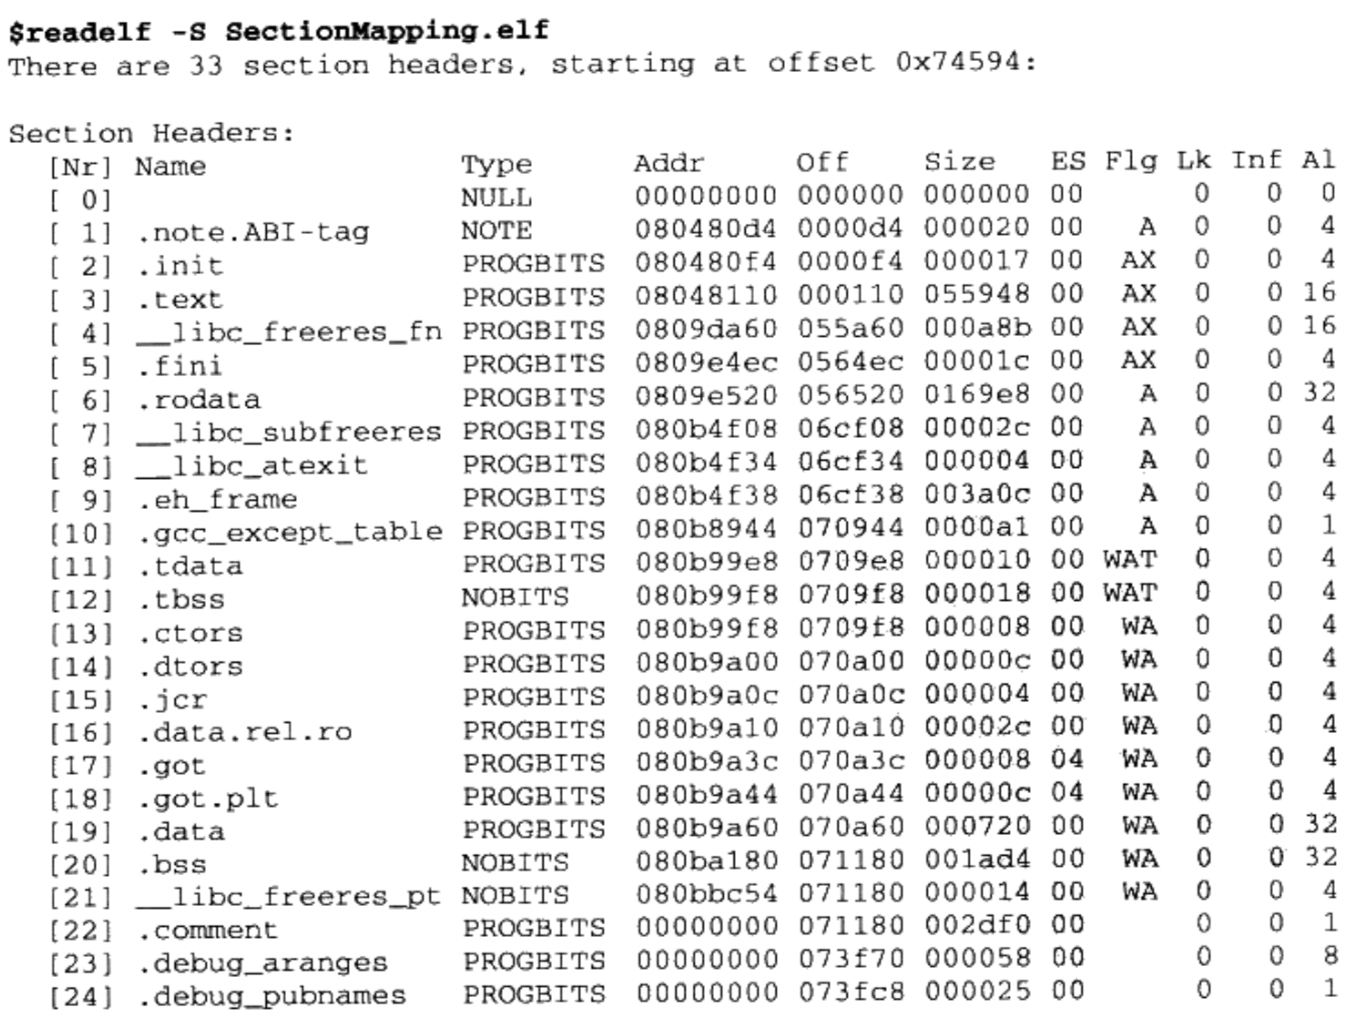 $readelf -S SectionMapping.elf
There are 33 section headers, starting at offset 0x74594:
Section Headers:
[Nr] Name Type Addr Off Size ES Flg Lk Inf Al
[ 0] NULL 00000000 000000 000000 00 0 0 0
[ 1] .note.ABI-tag NOTE 080480d4 0000d4 000020 00 A 0 0 4
[ 2] .init PROGBITS 080480f4 0000f4 000017 00 AX 0 0 4
[ 3] .text PROGBITS 08048110 000110 055948 00 AX 0 0 16
[ 4] __libc_freeres_fn PROGBITS 0809da60 055a60 000a8b 00 AX 0 0 16
[ 5] .fini PROGBITS 0809e4ec 0564ec 00001c 00 AX 0 0 4
[ 6] .rodata PROGBITS 0809e520 056520 0169e8 00 A 0 0 32
[ 7] __libc_subfreeres PROGBITS 080b4f08 06cf08 00002c 00 A 0 0 4
[ 8] __libc_atexit PROGBITS 080b4f34 06cf34 000004 00 A 0 0 4
[ 9] .eh_frame PROGBITS 080b4f38 06cf38 003a0c 00 A 0 0 4
[10] .gcc_except_table PROGBITS 080b8944 070944 0000a1 00 A 0 0 1
[11] .tdata PROGBITS 080b99e8 0709e8 000010 00 WAT 0 0 4
[12] .tbss NOBITS 080b99f8 0709f8 000018 00 WAT 0 0 4
[13] .ctors PROGBITS 080b99f8 0709f8 000008 00 WA 0 0 4
[14] .dtors PROGBITS 080b9a00 070a00 00000c 00 WA 0 0 4
[15] .jcr PROGBITS 080b9a0c 070a0c 000004 00 WA 0 0 4
[16] .data.rel.ro PROGBITS 080b9a10 070a10 00002c 00 WA 0 0 4
[17] .got PROGBITS 080b9a3c 070a3c 000008 04 WA 0 0 4
[18] .got.plt PROGBITS 080b9a44 070a44 00000c 04 WA 0 0 4
[19] .data PROGBITS 080b9a60 070a60 000720 00 WA 0 0 32
[20] .bss NOBITS 080ba180 071180 001ad4 00 WA 0 0 32
[21] __libc_freeres_pt NOBITS 080bbc54 071180 000014 00 WA 0 0 4
[22] .comment PROGBITS 00000000 071180 002df0 00 0 0 1
[23] .debug_aranges PROGBITS 00000000 073f70 000058 00 0 0 8
[24] .debug_pubnames PROGBITS 00000000 073fc8 000025 00 0 0 1